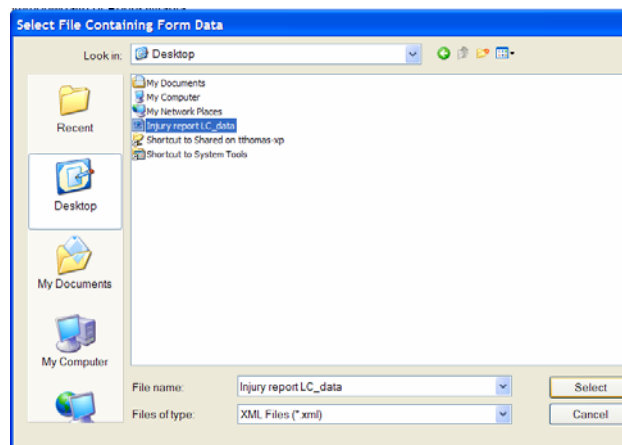 Select File Containing Form Data
Look in: Desktop
My Documents
My Computer
My Network Places
Injury report LC_data
Shortcut to Shared on tthomas-xp
Shortcut to System Tools
Recent
Desktop
My Documents
My Computer
File name: Injury report LC_data Select
Files of type: XML Files (*.xml) Cancel